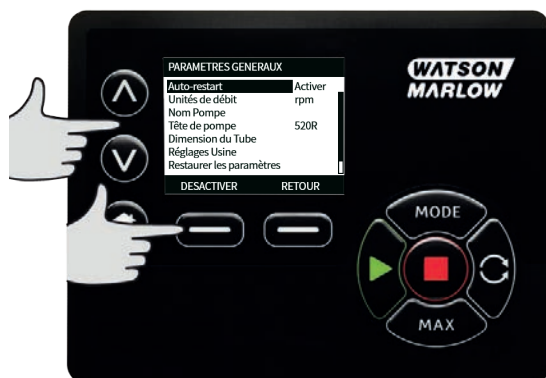 PARAMETRES GENERAUX
Auto-restart Activer
Unités de débit rpm
Nom Pompe
Tête de pompe 520R
Dimension du Tube
Réglages Usine
Restaurer les paramètres
DESACTIVER RETOUR
WATSON
MARLOW
MODE
MAX